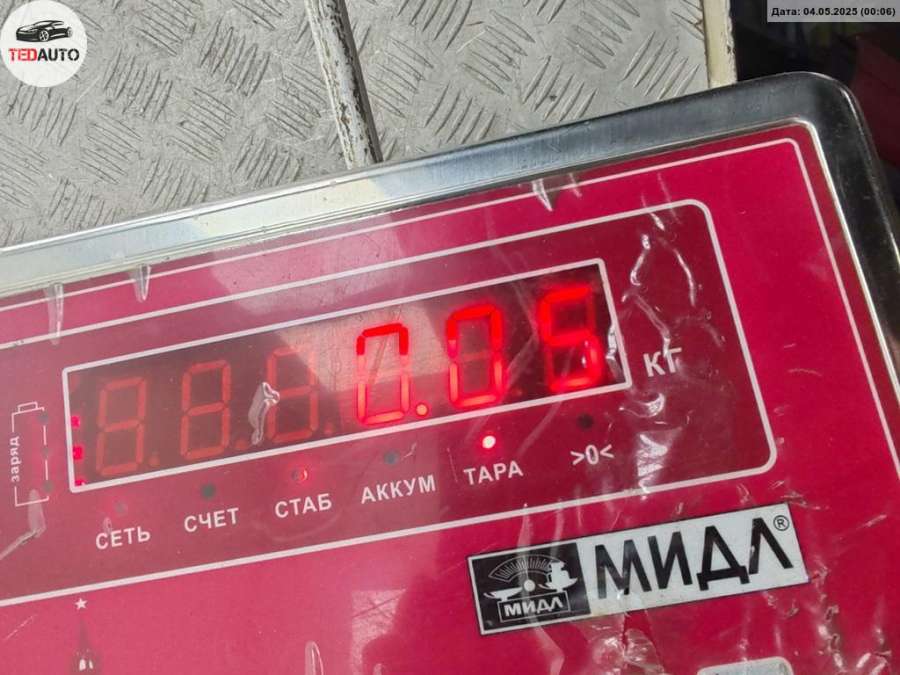 Дата: 04.05.2025 (00:06)
TEDAUTO
0.05
КГ
заряд
СЕТЬ СЧЕТ СТАБ АККУМ ТАРА >0<
МИДЛ МИДЛ®